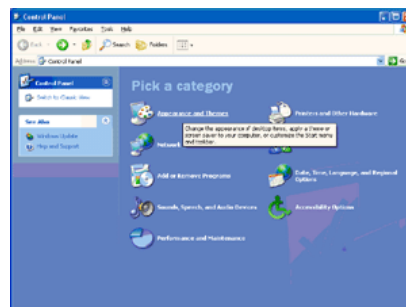 Control Panel
File Edit View Favorites Tools Help
Back Search Folders
Address Control Panel Go
Control Panel
Switch to Classic View
See Also
Windows Update
Help and Support
Pick a category
Appearance and Themes
Printers and Other Hardware
Change the appearance of desktop items, apply a theme or
screen saver to your computer, or customize the Start menu
and taskbar.
Network
Add or Remove Programs
Date, Time, Language, and Regional
Options
Sounds, Speech, and Audio Devices
Accessibility Options
Performance and Maintenance